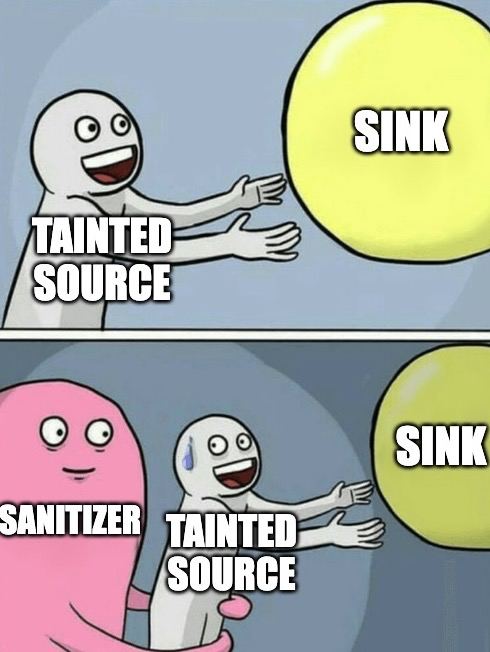 SINK
TAINTED
SOURCE
SINK
SANITIZER
TAINTED
SOURCE